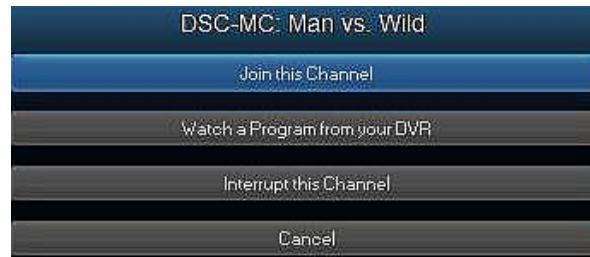 DSC-MC: Man vs. Wild
Join this Channel
Watch a Program from your DVR
Interrupt this Channel
Cancel